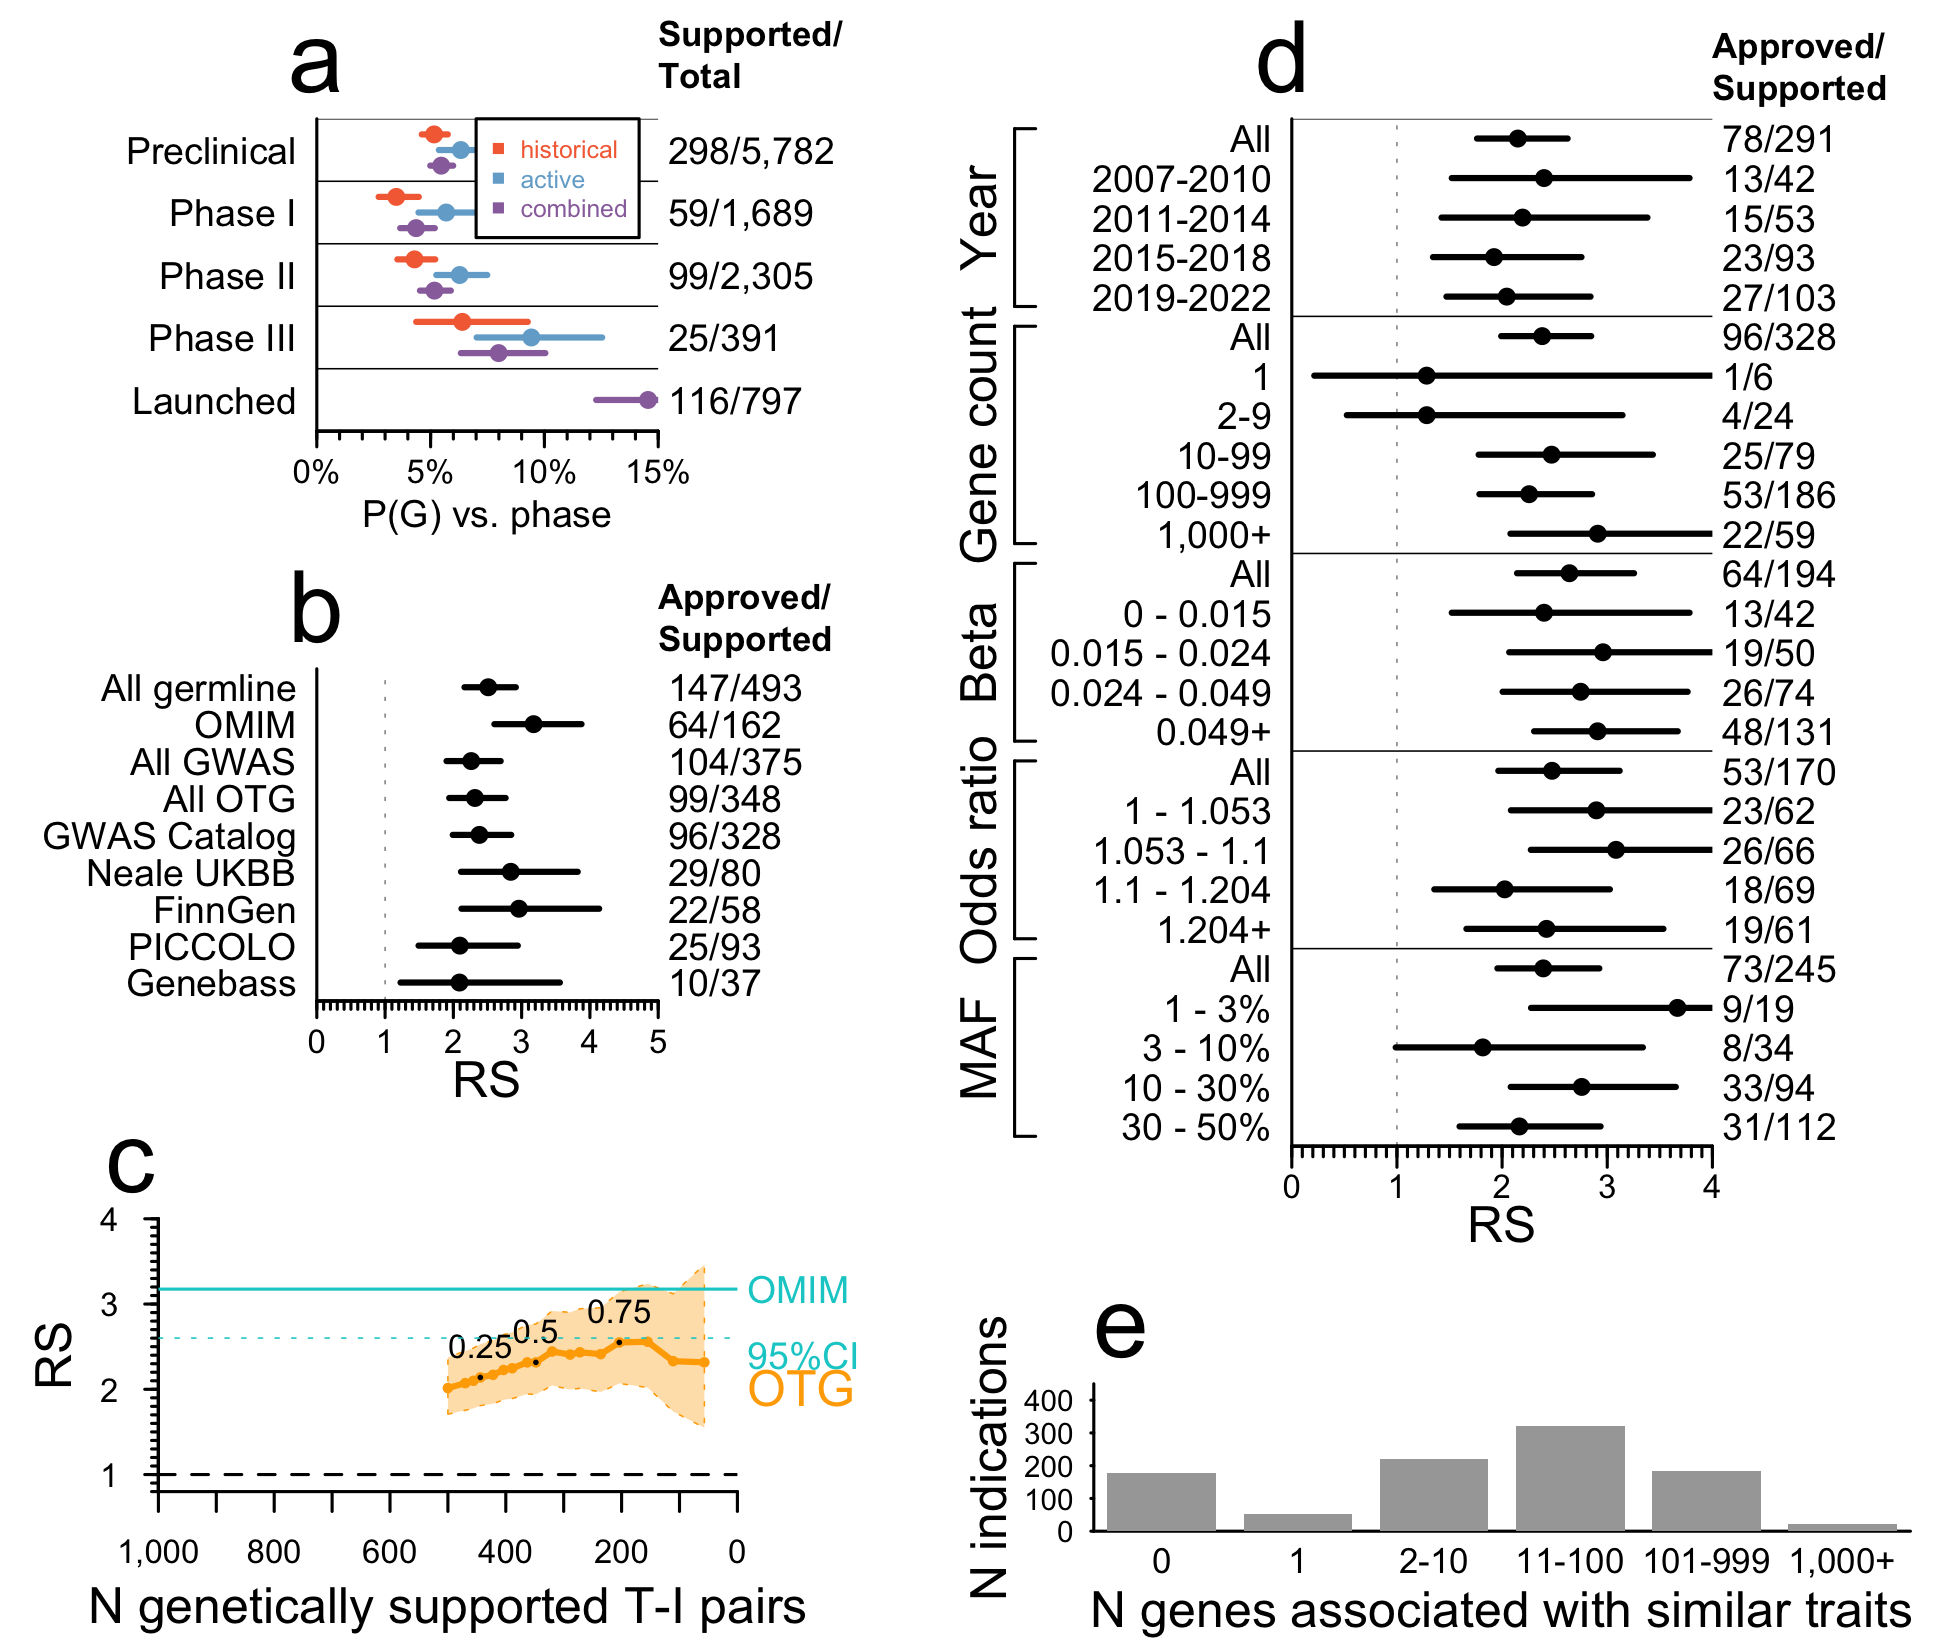 a
Supported/
Total
Preclinical 298/5,782
Phase I 59/1,689
Phase II 99/2,305
Phase III 25/391
Launched 116/797
historical
active
combined
0% 5% 10% 15%
P(G) vs. phase
b
Approved/
Supported
All germline 147/493
OMIM 64/162
All GWAS 104/375
All OTG 99/348
GWAS Catalog 96/328
Neale UKBB 29/80
FinnGen 22/58
PICCOLO 25/93
Genebass 10/37
0 1 2 3 4 5
RS
c
4
3
2
1
RS
0.25
0.5
0.75
OMIM
95%CI
OTG
1,000 800 600 400 200 0
N genetically supported T-I pairs
d
Approved/
Supported
Year
All 78/291
2007-2010 13/42
2011-2014 15/53
2015-2018 23/93
2019-2022 27/103
Gene count
All 96/328
1 1/6
2-9 4/24
10-99 25/79
100-999 53/186
1,000+ 22/59
Beta
All 64/194
0 - 0.015 13/42
0.015 - 0.024 19/50
0.024 - 0.049 26/74
0.049+ 48/131
Odds ratio
All 53/170
1 - 1.053 23/62
1.053 - 1.1 26/66
1.1 - 1.204 18/69
1.204+ 19/61
MAF
All 73/245
1 - 3% 9/19
3 - 10% 8/34
10 - 30% 33/94
30 - 50% 31/112
0 1 2 3 4
RS
e
N indications
400
300
200
100
0
0 1 2-10 11-100 101-999 1,000+
N genes associated with similar traits